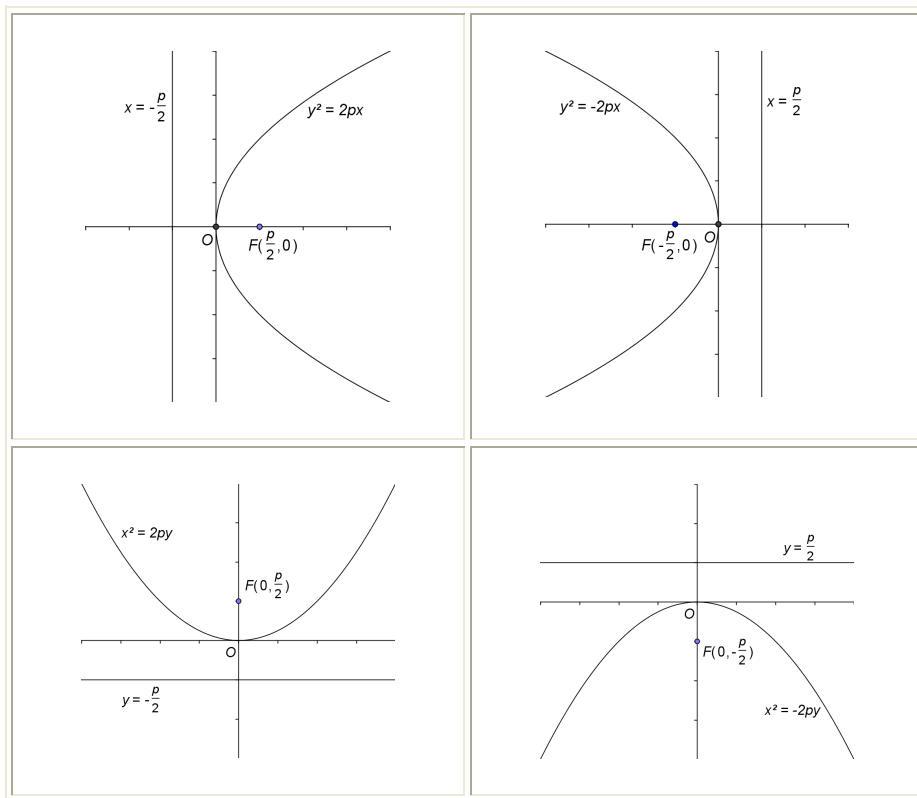 x = -p/2
y² = 2px
O
F(p/2,0)
y² = -2px
x = p/2
F(-p/2,0)
O
x² = 2py
F(0,p/2)
O
y = -p/2
y = p/2
O
F(0,-p/2)
x² = -2py